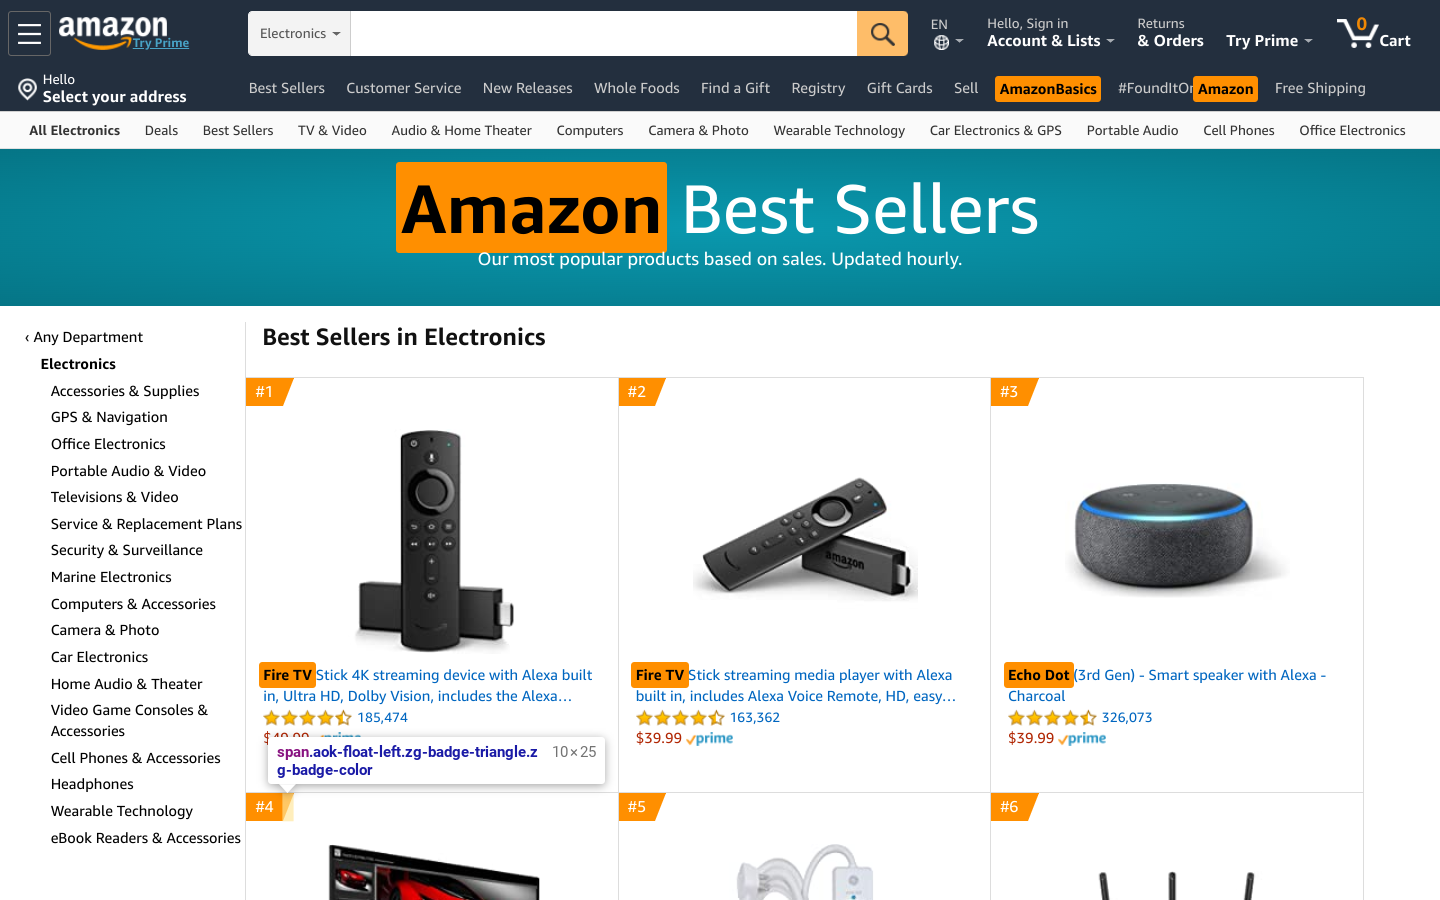 amazon
Try Prime
Electronics
EN
Hello, Sign in
Account & Lists
Returns
& Orders
Try Prime
0
Cart
Hello
Select your address
Best Sellers
Customer Service
New Releases
Whole Foods
Find a Gift
Registry
Gift Cards
Sell
AmazonBasics
#FoundItOn
Amazon
Free Shipping
All Electronics
Deals
Best Sellers
TV & Video
Audio & Home Theater
Computers
Camera & Photo
Wearable Technology
Car Electronics & GPS
Portable Audio
Cell Phones
Office Electronics
Amazon Best Sellers
Our most popular products based on sales. Updated hourly.
‹ Any Department
Electronics
Accessories & Supplies
GPS & Navigation
Office Electronics
Portable Audio & Video
Televisions & Video
Service & Replacement Plans
Security & Surveillance
Marine Electronics
Computers & Accessories
Camera & Photo
Car Electronics
Home Audio & Theater
Video Game Consoles &
Accessories
Cell Phones & Accessories
Headphones
Wearable Technology
eBook Readers & Accessories
Best Sellers in Electronics
#1
Fire TV Stick 4K streaming device with Alexa built
in, Ultra HD, Dolby Vision, includes the Alexa…
185,474
$49.99 prime
#2
amazon
Fire TV Stick streaming media player with Alexa
built in, includes Alexa Voice Remote, HD, easy…
163,362
$39.99 prime
#3
Echo Dot (3rd Gen) - Smart speaker with Alexa -
Charcoal
326,073
$39.99 prime
span.aok-float-left.zg-badge-triangle.z
g-badge-color
10×25
#4
#5
#6